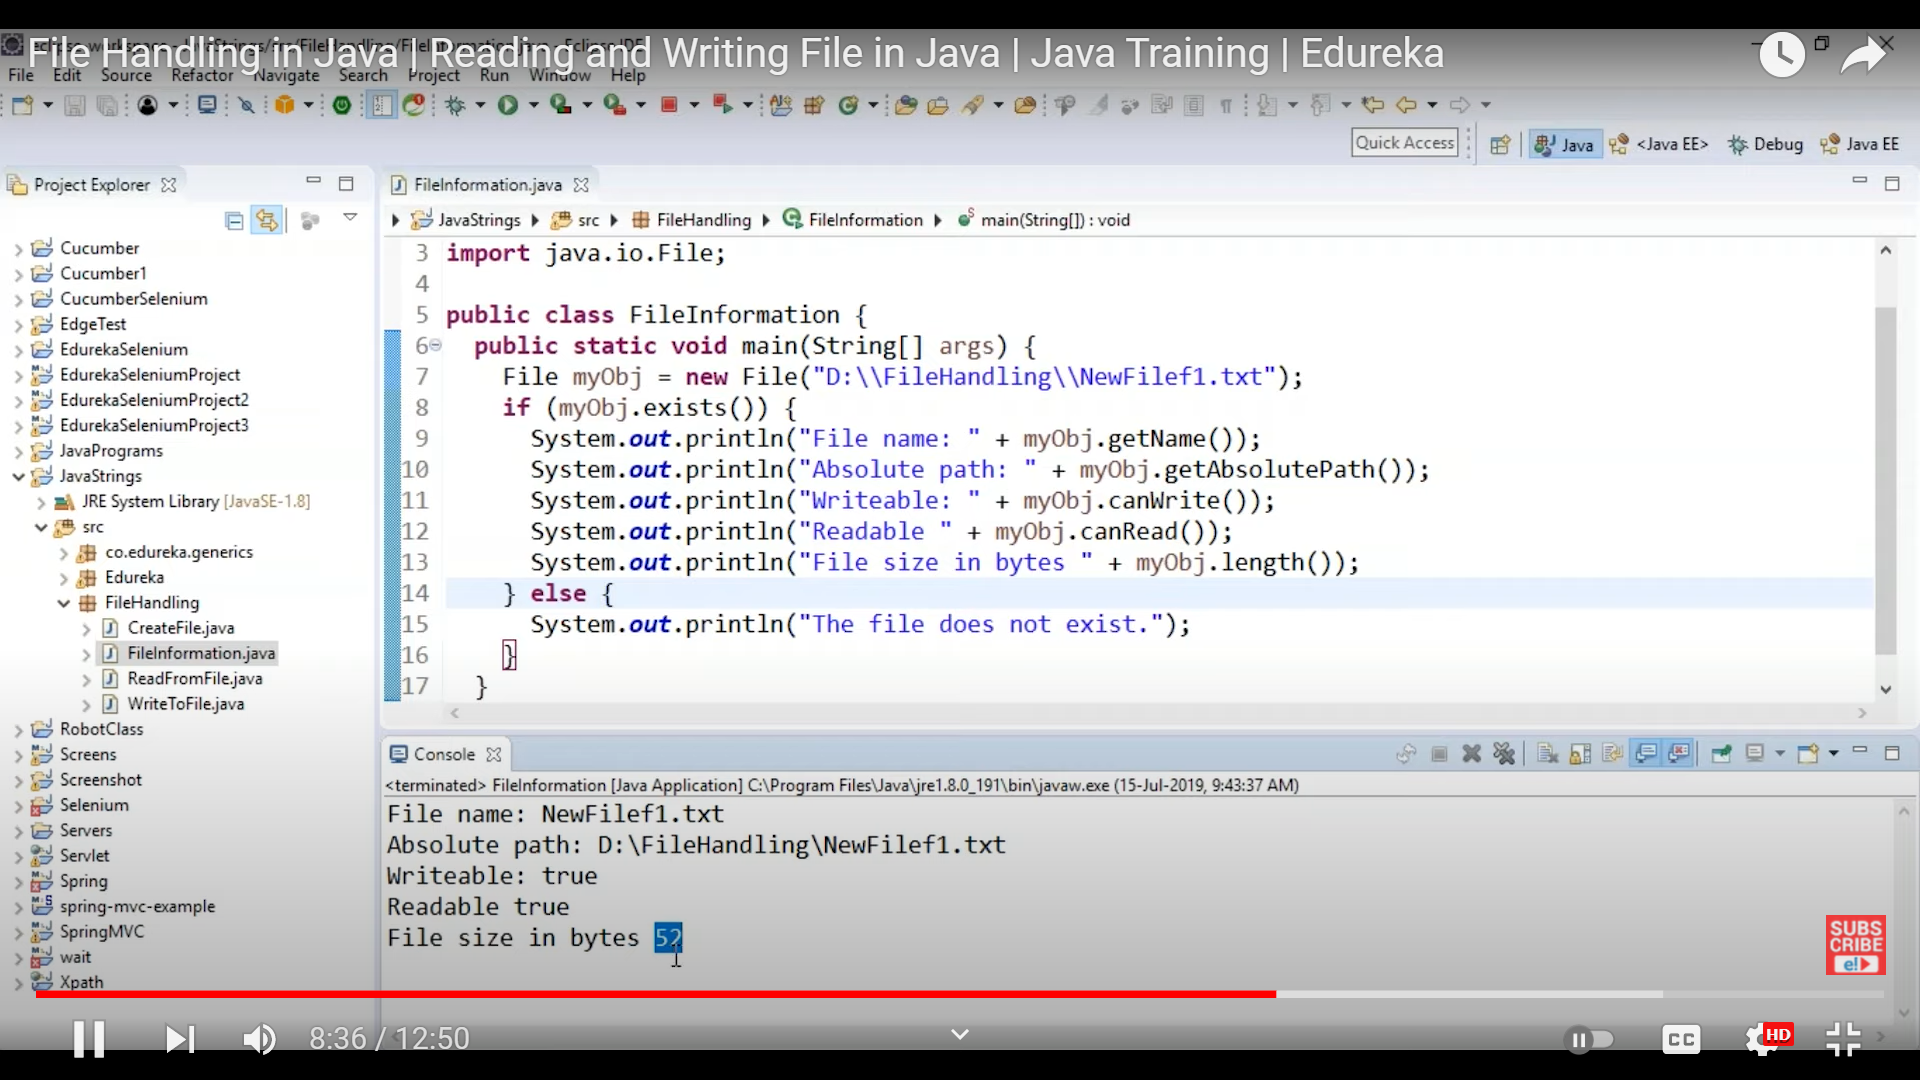 File Handling in Java | Reading and Writing File in Java | Java Training | Edureka
File Edit Source Refactor Navigate Search Project Run Window Help
Quick Access
Java
<Java EE>
Debug
Java EE
Project Explorer
Cucumber
Cucumber1
CucumberSelenium
EdgeTest
EdurekaSelenium
EdurekaSeleniumProject
EdurekaSeleniumProject2
EdurekaSeleniumProject3
JavaPrograms
JavaStrings
JRE System Library [JavaSE-1.8]
src
co.edureka.generics
Edureka
FileHandling
CreateFile.java
FileInformation.java
ReadFromFile.java
WriteToFile.java
RobotClass
Screens
Screenshot
Selenium
Servers
Servlet
Spring
spring-mvc-example
SpringMVC
wait
Xpath
FileInformation.java
JavaStrings src FileHandling FileInformation main(String[]) : void
3 import java.io.File;
4
5 public class FileInformation {
6 public static void main(String[] args) {
7 File myObj = new File("D:\\FileHandling\\NewFilef1.txt");
8 if (myObj.exists()) {
9 System.out.println("File name: " + myObj.getName());
10 System.out.println("Absolute path: " + myObj.getAbsolutePath());
11 System.out.println("Writeable: " + myObj.canWrite());
12 System.out.println("Readable " + myObj.canRead());
13 System.out.println("File size in bytes " + myObj.length());
14 } else {
15 System.out.println("The file does not exist.");
16 }
17 }
Console
<terminated> FileInformation [Java Application] C:\Program Files\Java\jre1.8.0_191\bin\javaw.exe (15-Jul-2019, 9:43:37 AM)
File name: NewFilef1.txt
Absolute path: D:\FileHandling\NewFilef1.txt
Writeable: true
Readable true
File size in bytes 52
SUBS
CRIBE
e!
8:36 / 12:50
CC
HD